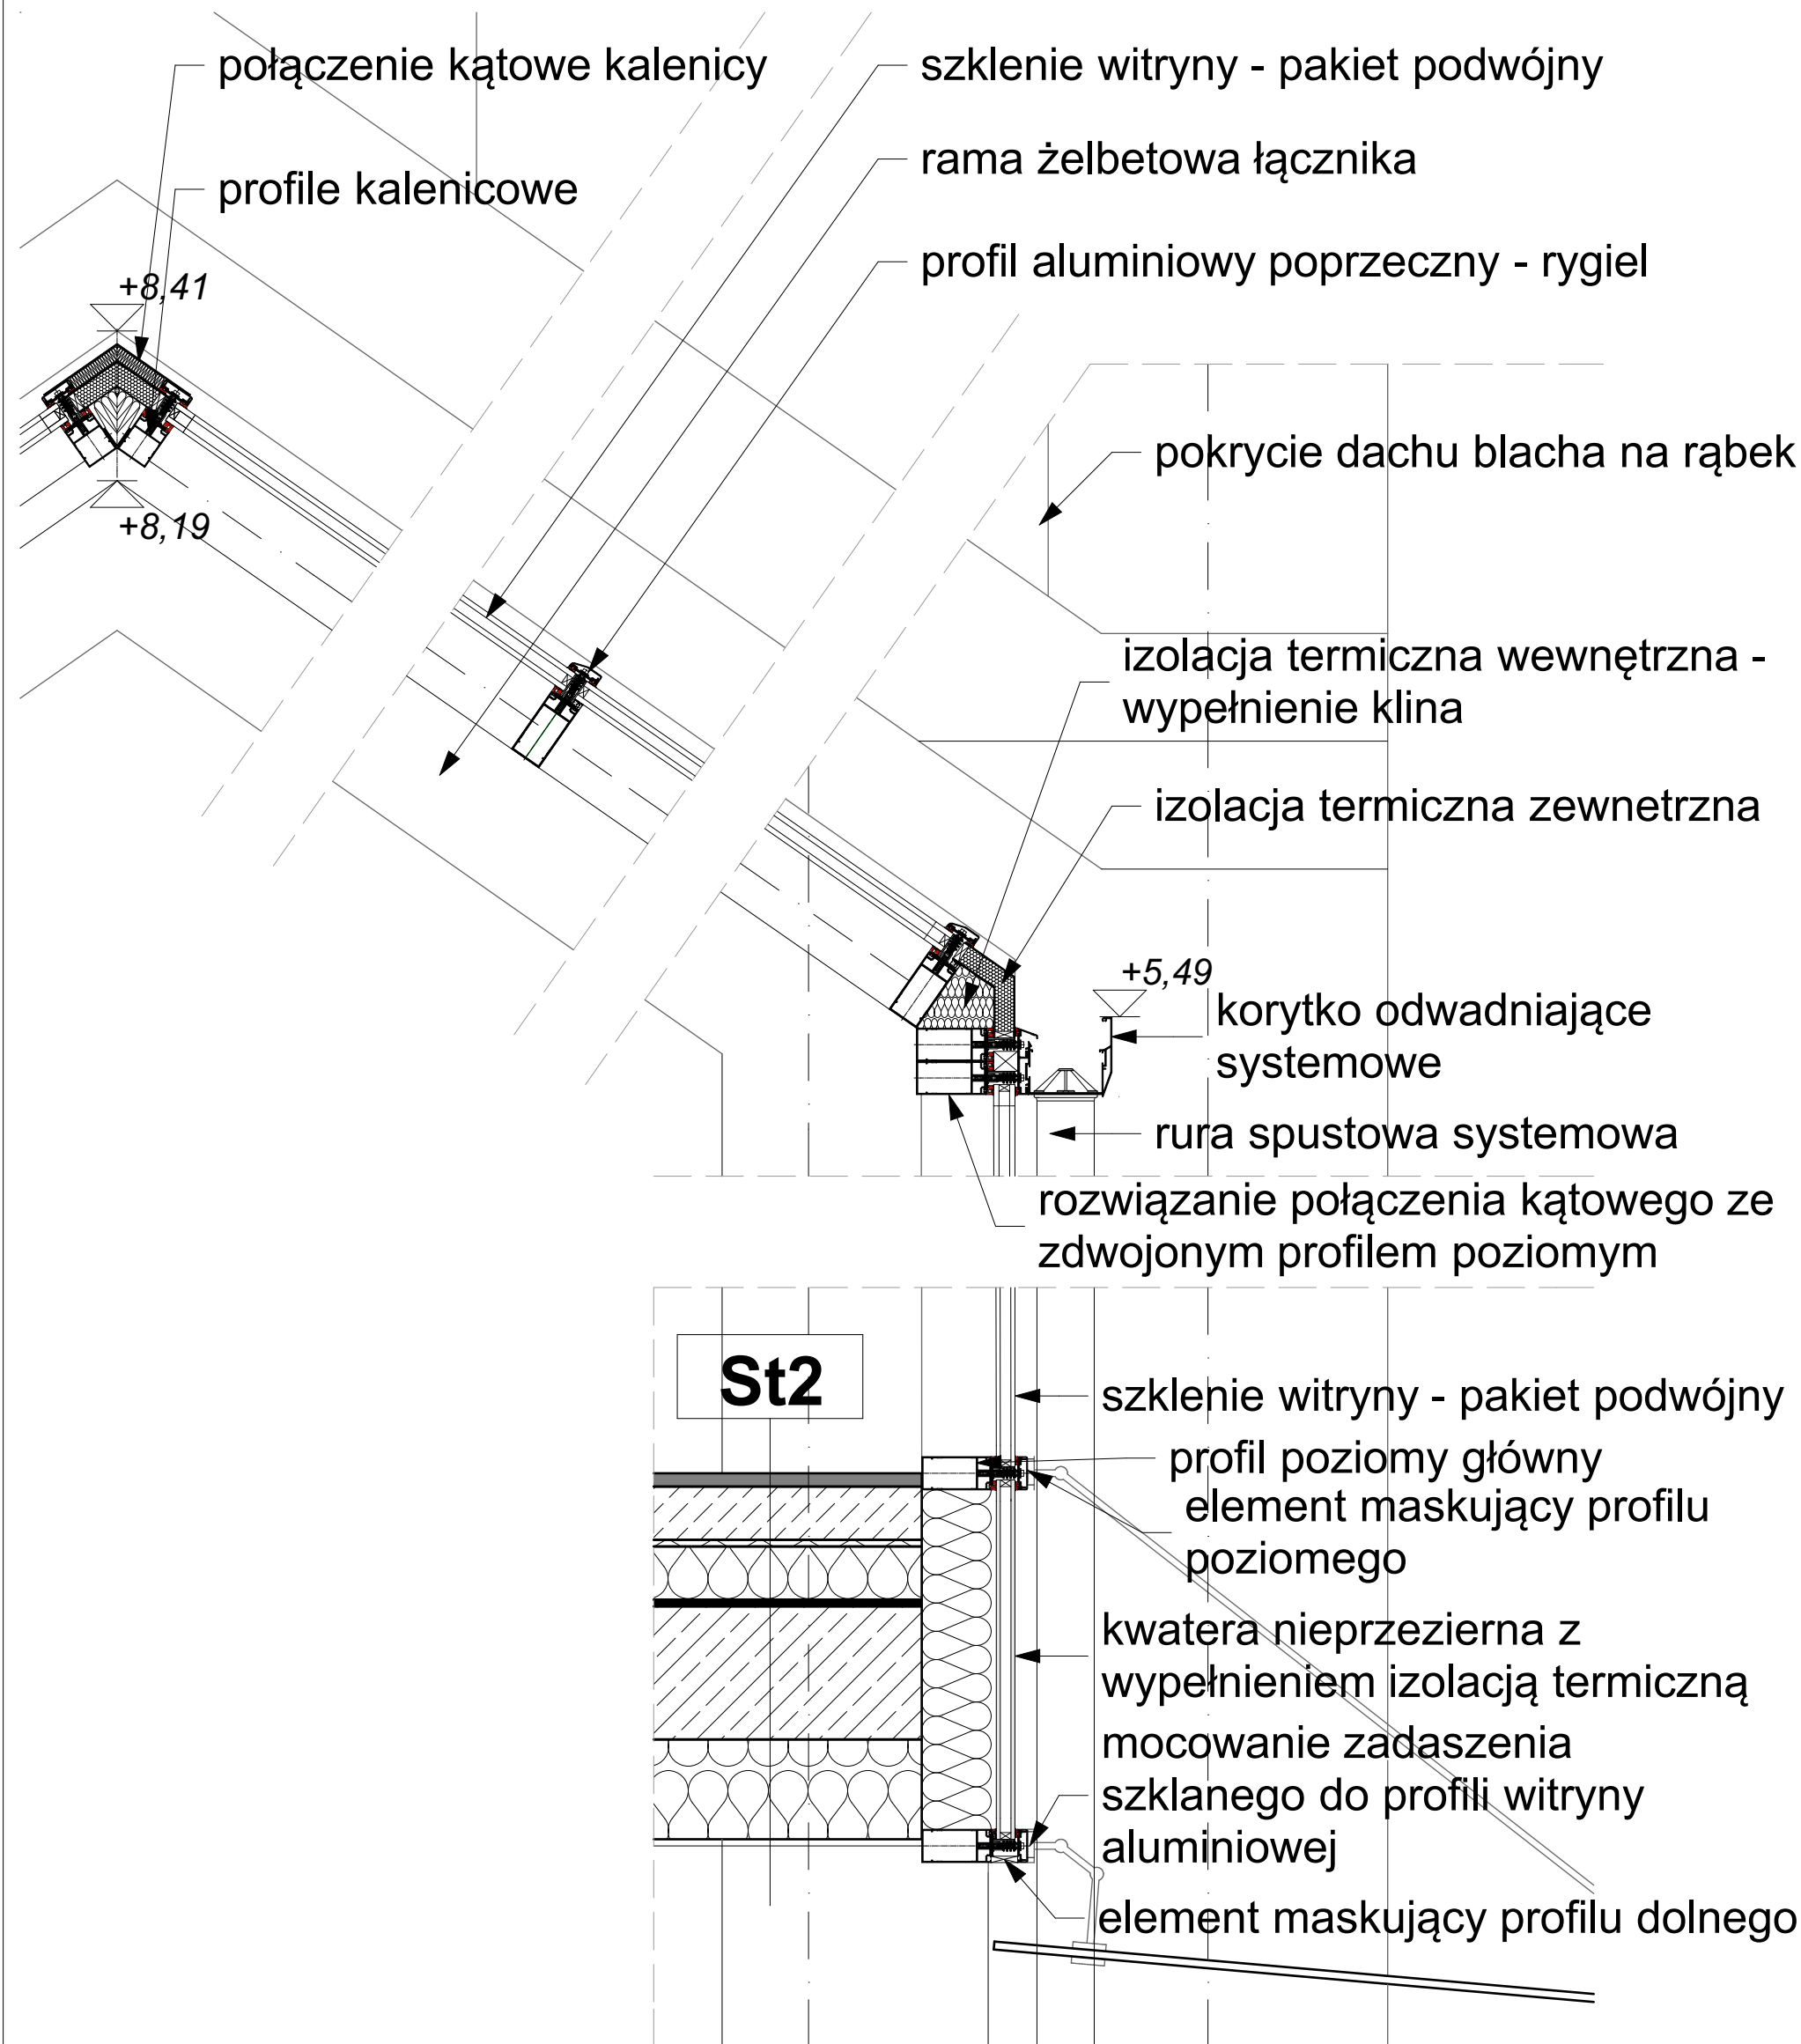 połączenie kątowe kalenicy
szklenie witryny - pakiet podwójny
rama żelbetowa łącznika
profile kalenicowe
profil aluminiowy poprzeczny - rygiel
+8,41
pokrycie dachu blacha na rąbek
+8,19
izolacja termiczna wewnętrzna -
wypełnienie klina
izolacja termiczna zewnetrzna
+5,49
korytko odwadniające
systemowe
rura spustowa systemowa
rozwiązanie połączenia kątowego ze
zdwojonym profilem poziomym
St2
szklenie witryny - pakiet podwójny
profil poziomy główny
element maskujący profilu
poziomego
kwatera nieprzezierna z
wypełnieniem izolacją termiczną
mocowanie zadaszenia
szklanego do profili witryny
aluminiowej
element maskujący profilu dolnego